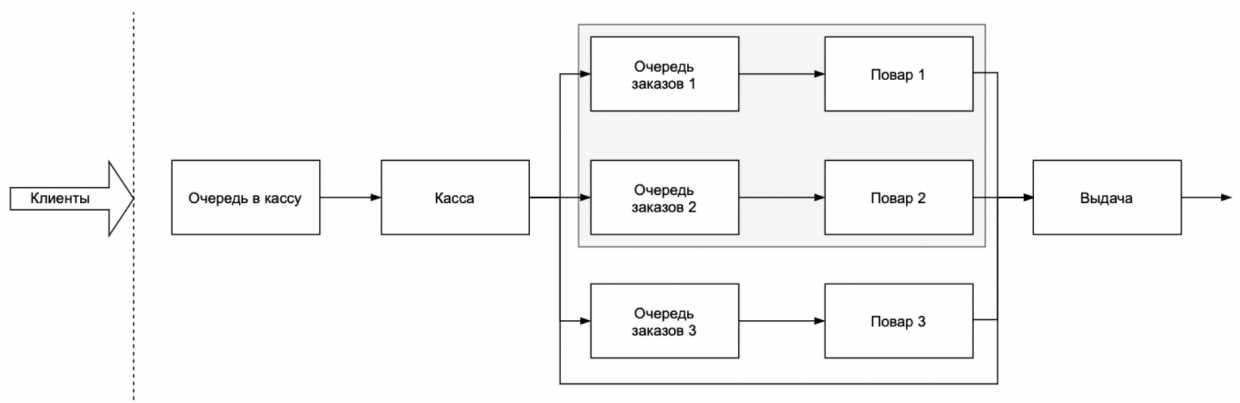 Клиенты
Очередь в кассу
Касса
Очередь
заказов 1
Повар 1
Очередь
заказов 2
Повар 2
Очередь
заказов 3
Повар 3
Выдача